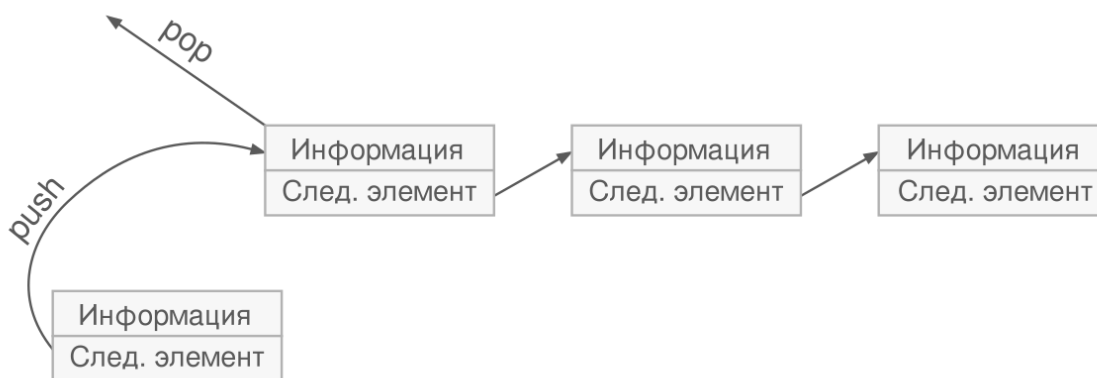 pop
Информация
След. элемент
Информация
След. элемент
Информация
След. элемент
push
Информация
След. элемент